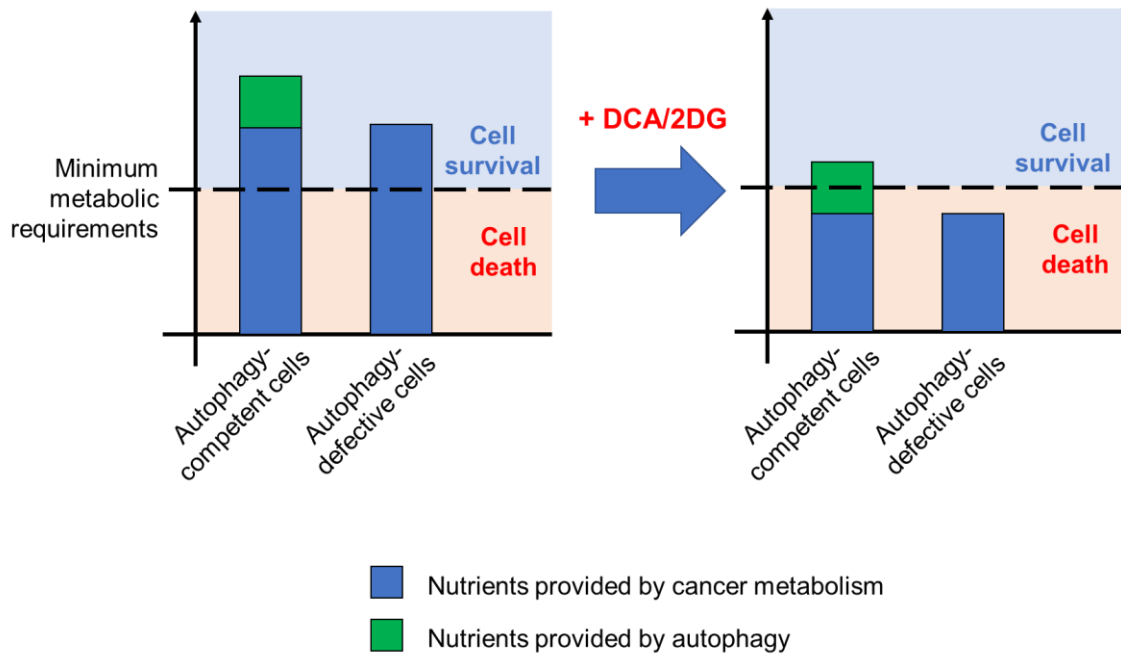 Minimum
metabolic
requirements
Cell
survival
Cell
death
Autophagy-
competent cells
Autophagy-
defective cells
+ DCA/2DG
Cell
survival
Cell
death
Autophagy-
competent cells
Autophagy-
defective cells
Nutrients provided by cancer metabolism
Nutrients provided by autophagy